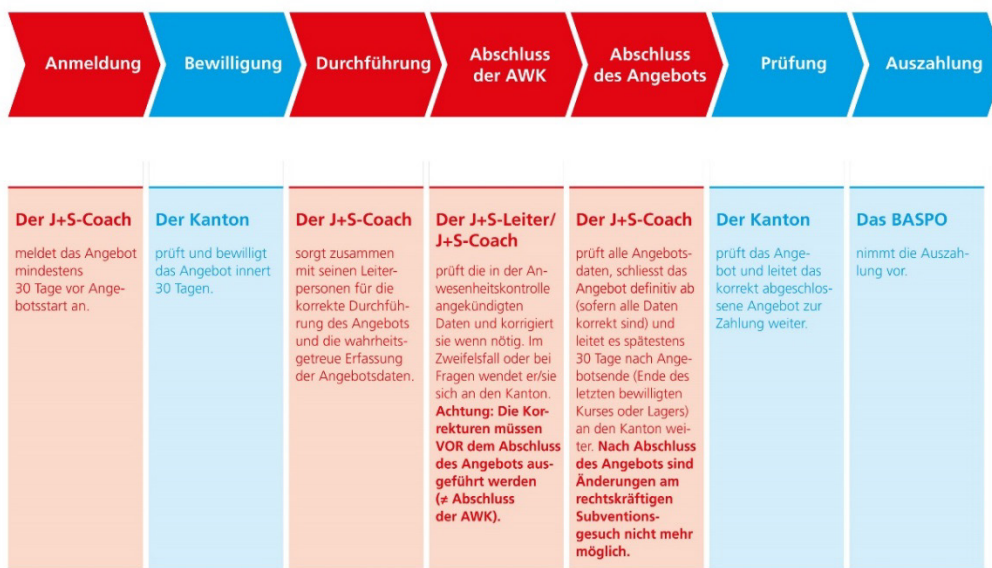 Anmeldung
Bewilligung
Durchführung
Abschluss
der AWK
Abschluss
des Angebots
Prüfung
Auszahlung
Der J+S-Coach
meldet das Angebot
mindestens
30 Tage vor Ange-
botsstart an.
Der Kanton
prüft und bewilligt
das Angebot innert
30 Tagen.
Der J+S-Coach
sorgt zusammen
mit seinen Leiter-
personen für die
korrekte Durchfüh-
rung des Angebots
und die wahrheits-
getreue Erfassung
der Angebotsdaten.
Der J+S-Leiter/
J+S-Coach
prüft die in der An-
wesenheitskontrolle
angekündigten
Daten und korrigiert
sie wenn nötig. Im
Zweifelsfall oder bei
Fragen wendet er/sie
sich an den Kanton.
Achtung: Die Kor-
rekturen müssen
VOR dem Abschluss
des Angebots aus-
geführt werden
(≠ Abschluss
der AWK).
Der J+S-Coach
prüft alle Angebots-
daten, schliesst das
Angebot definitiv ab
(sofern alle Daten
korrekt sind) und
leitet es spätestens
30 Tage nach Ange-
botsende (Ende des
letzten bewilligten
Kurses oder Lagers)
an den Kanton wei-
ter. Nach Abschluss
des Angebots sind
Änderungen am
rechtskräftigen
Subventions-
gesuch nicht mehr
möglich.
Der Kanton
prüft das Ange-
bot und leitet das
korrekt abgeschlos-
sene Angebot zur
Zahlung weiter.
Das BASPO
nimmt die Auszah-
lung vor.